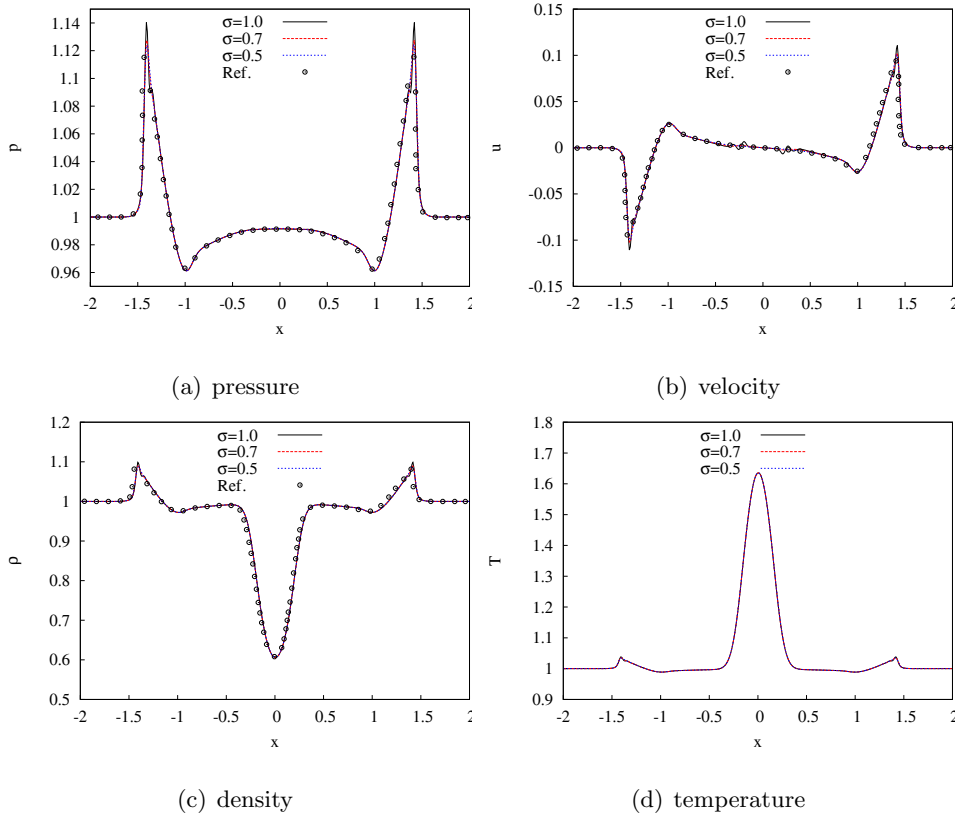 1.14
1.12
1.1
1.08
1.06
1.04
1.02
1
0.98
0.96
p
σ=1.0
σ=0.7
σ=0.5
Ref.
-2 -1.5 -1 -0.5 0 0.5 1 1.5 2
x
(a) pressure
0.15
0.1
0.05
0
-0.05
-0.1
-0.15
u
σ=1.0
σ=0.7
σ=0.5
Ref.
-2 -1.5 -1 -0.5 0 0.5 1 1.5 2
x
(b) velocity
1.2
1.1
1
0.9
0.8
0.7
0.6
0.5
ρ
σ=1.0
σ=0.7
σ=0.5
Ref.
-2 -1.5 -1 -0.5 0 0.5 1 1.5 2
x
(c) density
1.8
1.7
1.6
1.5
1.4
1.3
1.2
1.1
1
0.9
T
σ=1.0
σ=0.7
σ=0.5
-2 -1.5 -1 -0.5 0 0.5 1 1.5 2
x
(d) temperature